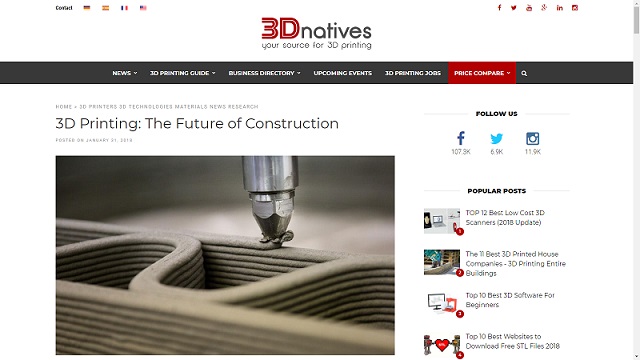 Contact
3Dnatives
your source for 3D printing
NEWS
3D PRINTING GUIDE
BUSINESS DIRECTORY
UPCOMING EVENTS
3D PRINTING JOBS
PRICE COMPARE
HOME » 3D PRINTERS 3D TECHNOLOGIES MATERIALS NEWS RESEARCH
3D Printing: The Future of Construction
POSTED ON JANUARY 31, 2018
FOLLOW US
107.3K
6.9K
11.9K
POPULAR POSTS
TOP 12 Best Low Cost 3D
Scanners (2018 Update)
1
The 11 Best 3D Printed House
Companies - 3D Printing Entire
Buildings
2
Top 10 Best 3D Software For
Beginners
3
Top 10 Best Websites to
Download Free STL Files 2018
4